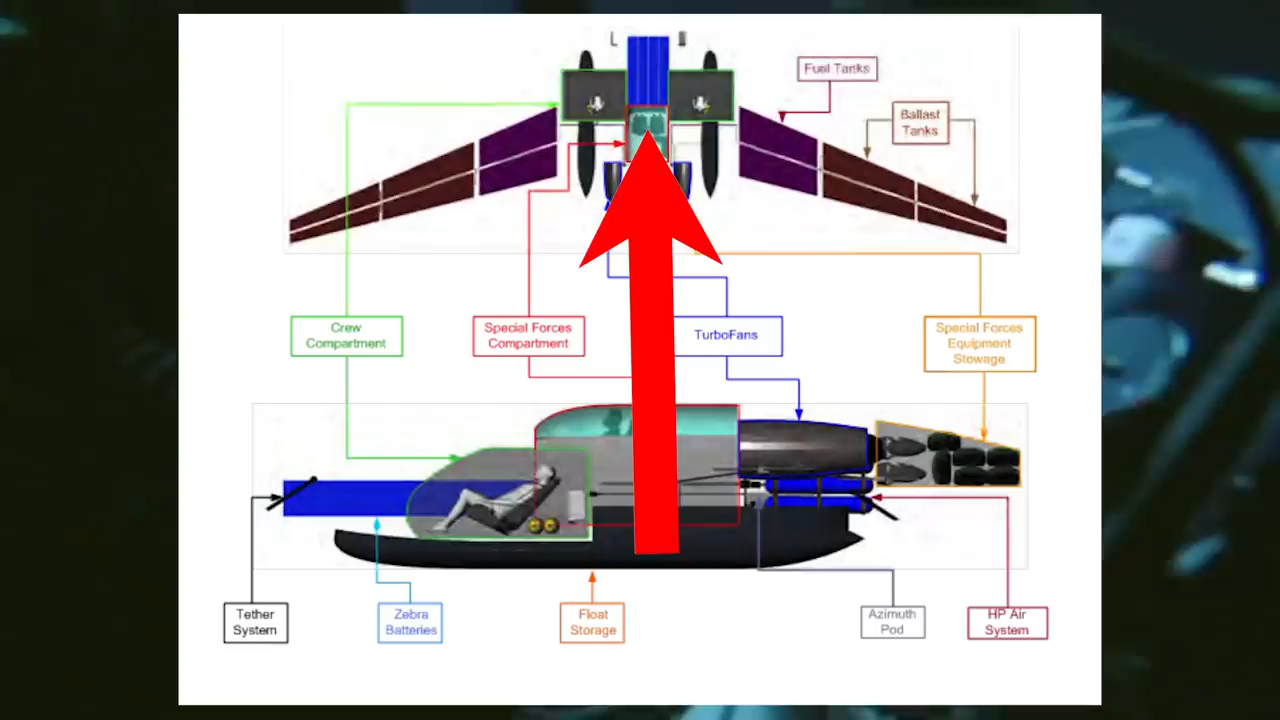 L
Fuel Tanks
Ballast
Tanks
Crew
Compartment
Special Forces
Compartment
TurboFans
Special Forces
Equipment
Stowage
Tether
System
Zebra
Batteries
Float
Storage
Azimuth
Pod
HP Air
System